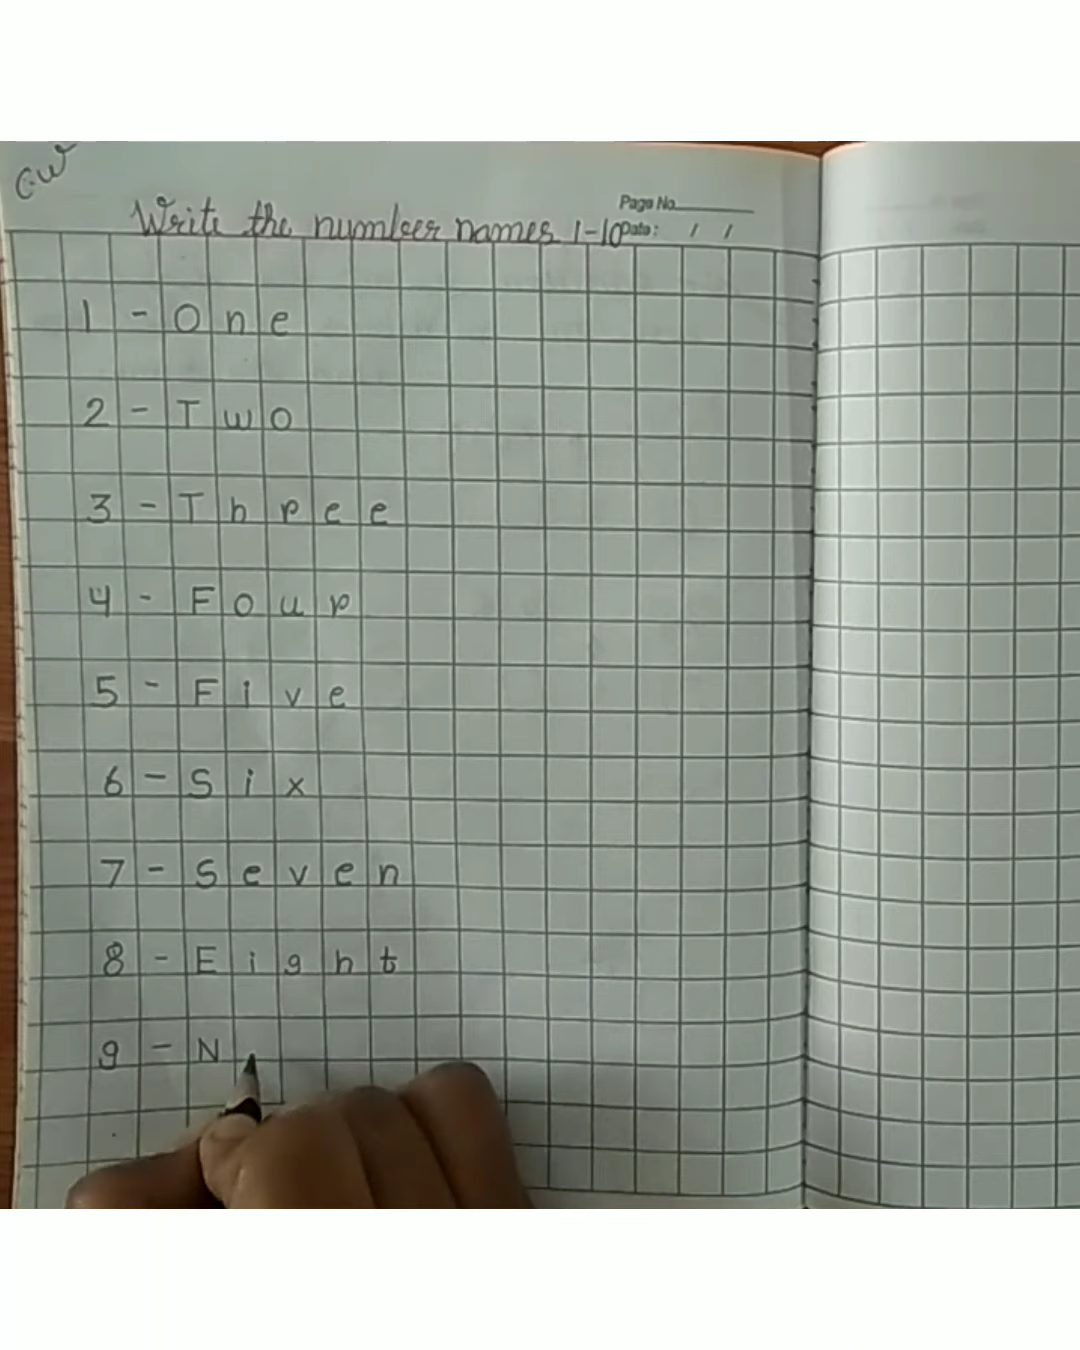 C.W
Page No.
Write the number names 1-10 Date: / /
1 - One
2 - Two
3 - Three
4 - Four
5 - Five
6 - Six
7 - Seven
8 - Eight
9 - N